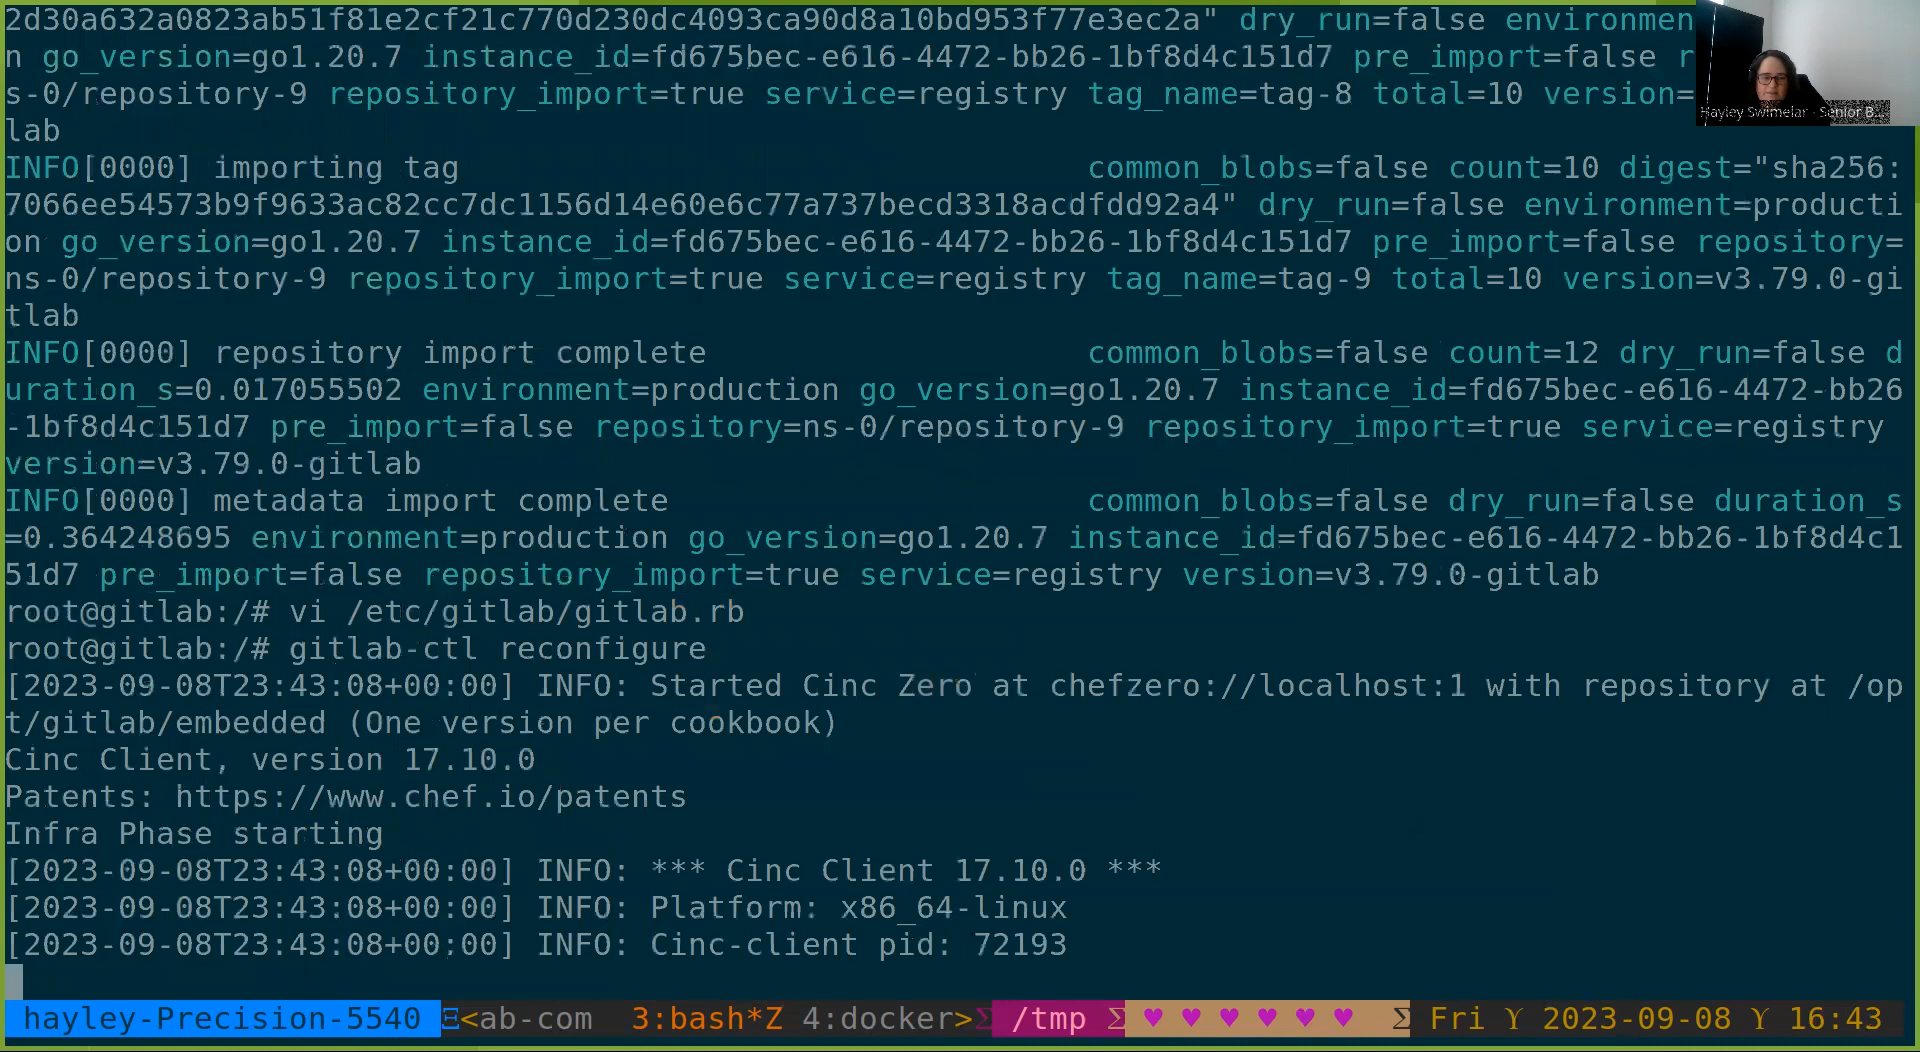 2d30a632a0823ab51f81e2cf21c770d230dc4093ca90d8a10bd953f77e3ec2a" dry_run=false environmen
n go_version=go1.20.7 instance_id=fd675bec-e616-4472-bb26-1bf8d4c151d7 pre_import=false r
s-0/repository-9 repository_import=true service=registry tag_name=tag-8 total=10 version=
Hayley Swimelar - Senior B...
lab
INFO[0000] importing tag common_blobs=false count=10 digest="sha256:
7066ee54573b9f9633ac82cc7dc1156d14e60e6c77a737becd3318acdfdd92a4" dry_run=false environment=producti
on go_version=go1.20.7 instance_id=fd675bec-e616-4472-bb26-1bf8d4c151d7 pre_import=false repository=
ns-0/repository-9 repository_import=true service=registry tag_name=tag-9 total=10 version=v3.79.0-gi
tlab
INFO[0000] repository import complete common_blobs=false count=12 dry_run=false d
uration_s=0.017055502 environment=production go_version=go1.20.7 instance_id=fd675bec-e616-4472-bb26
-1bf8d4c151d7 pre_import=false repository=ns-0/repository-9 repository_import=true service=registry
version=v3.79.0-gitlab
INFO[0000] metadata import complete common_blobs=false dry_run=false duration_s
=0.364248695 environment=production go_version=go1.20.7 instance_id=fd675bec-e616-4472-bb26-1bf8d4c1
51d7 pre_import=false repository_import=true service=registry version=v3.79.0-gitlab
root@gitlab:/# vi /etc/gitlab/gitlab.rb
root@gitlab:/# gitlab-ctl reconfigure
[2023-09-08T23:43:08+00:00] INFO: Started Cinc Zero at chefzero://localhost:1 with repository at /op
t/gitlab/embedded (One version per cookbook)
Cinc Client, version 17.10.0
Patents: https://www.chef.io/patents
Infra Phase starting
[2023-09-08T23:43:08+00:00] INFO: *** Cinc Client 17.10.0 ***
[2023-09-08T23:43:08+00:00] INFO: Platform: x86_64-linux
[2023-09-08T23:43:08+00:00] INFO: Cinc-client pid: 72193
hayley-Precision-5540 Ξ<ab-com 3:bash*Z 4:docker>Σ /tmp Σ ♥ ♥ ♥ ♥ ♥ ♥ Σ Fri ϒ 2023-09-08 ϒ 16:43